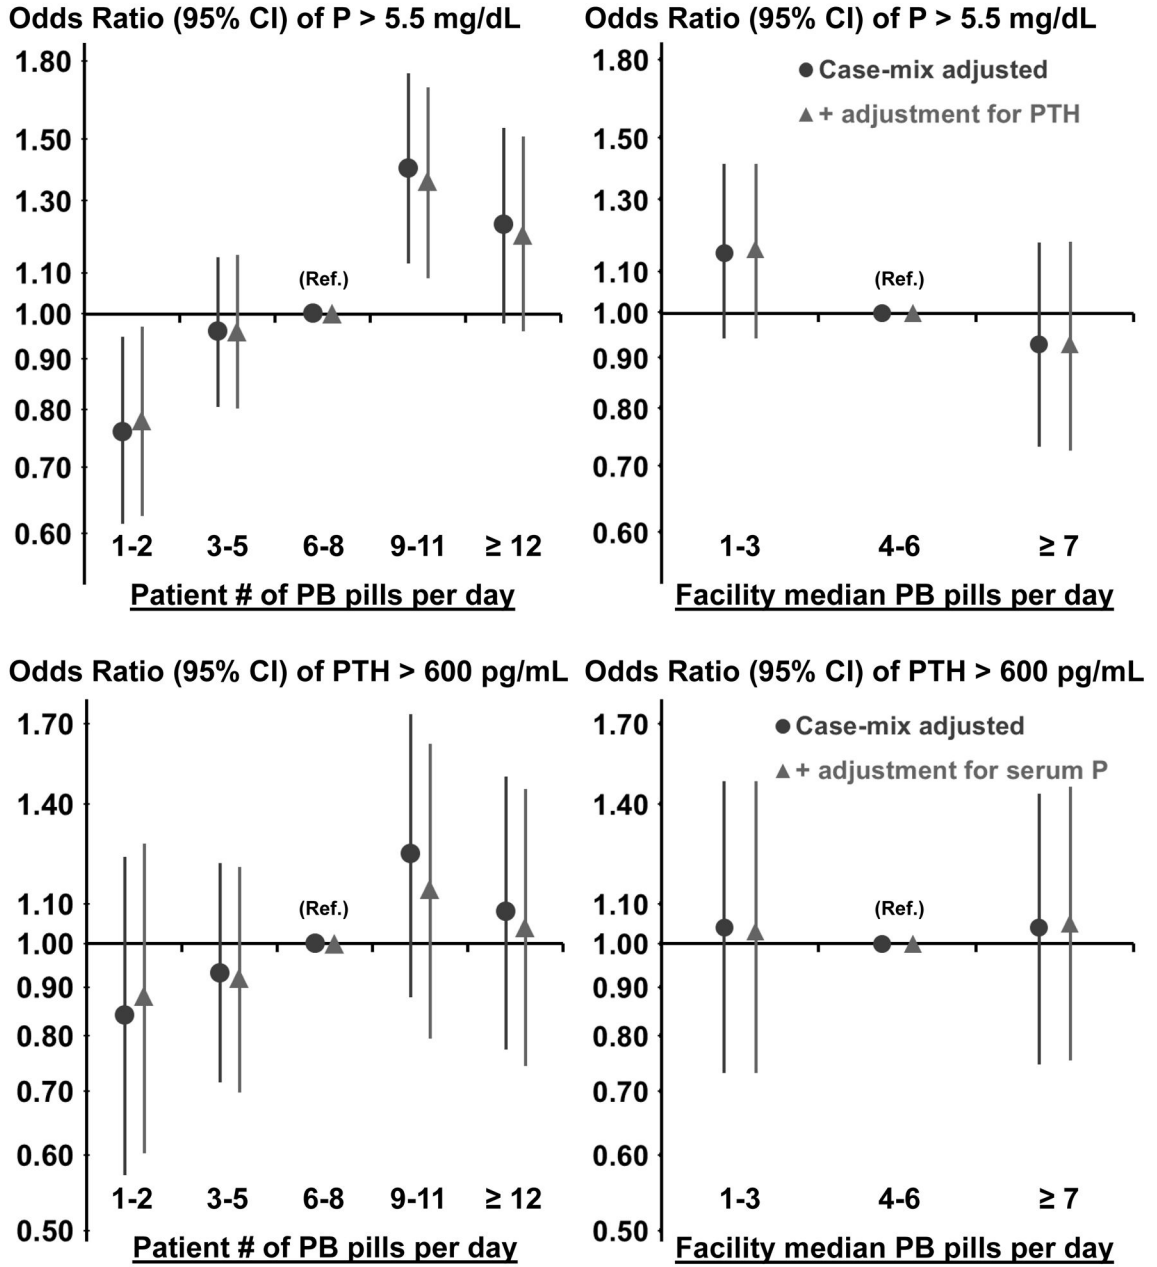 Odds Ratio (95% CI) of P > 5.5 mg/dL
1.80
1.50
1.30
1.10
1.00
0.90
0.80
0.70
0.60
(Ref.)
1-2 3-5 6-8 9-11 ≥ 12
Patient # of PB pills per day
Odds Ratio (95% CI) of P > 5.5 mg/dL
1.80
1.50
1.30
1.10
1.00
0.90
0.80
0.70
0.60
Case-mix adjusted
+ adjustment for PTH
(Ref.)
1-3 4-6 ≥ 7
Facility median PB pills per day
Odds Ratio (95% CI) of PTH > 600 pg/mL
1.70
1.40
1.10
1.00
0.90
0.80
0.70
0.60
0.50
(Ref.)
1-2 3-5 6-8 9-11 ≥ 12
Patient # of PB pills per day
Odds Ratio (95% CI) of PTH > 600 pg/mL
1.70
1.40
1.10
1.00
0.90
0.80
0.70
0.60
0.50
Case-mix adjusted
+ adjustment for serum P
(Ref.)
1-3 4-6 ≥ 7
Facility median PB pills per day